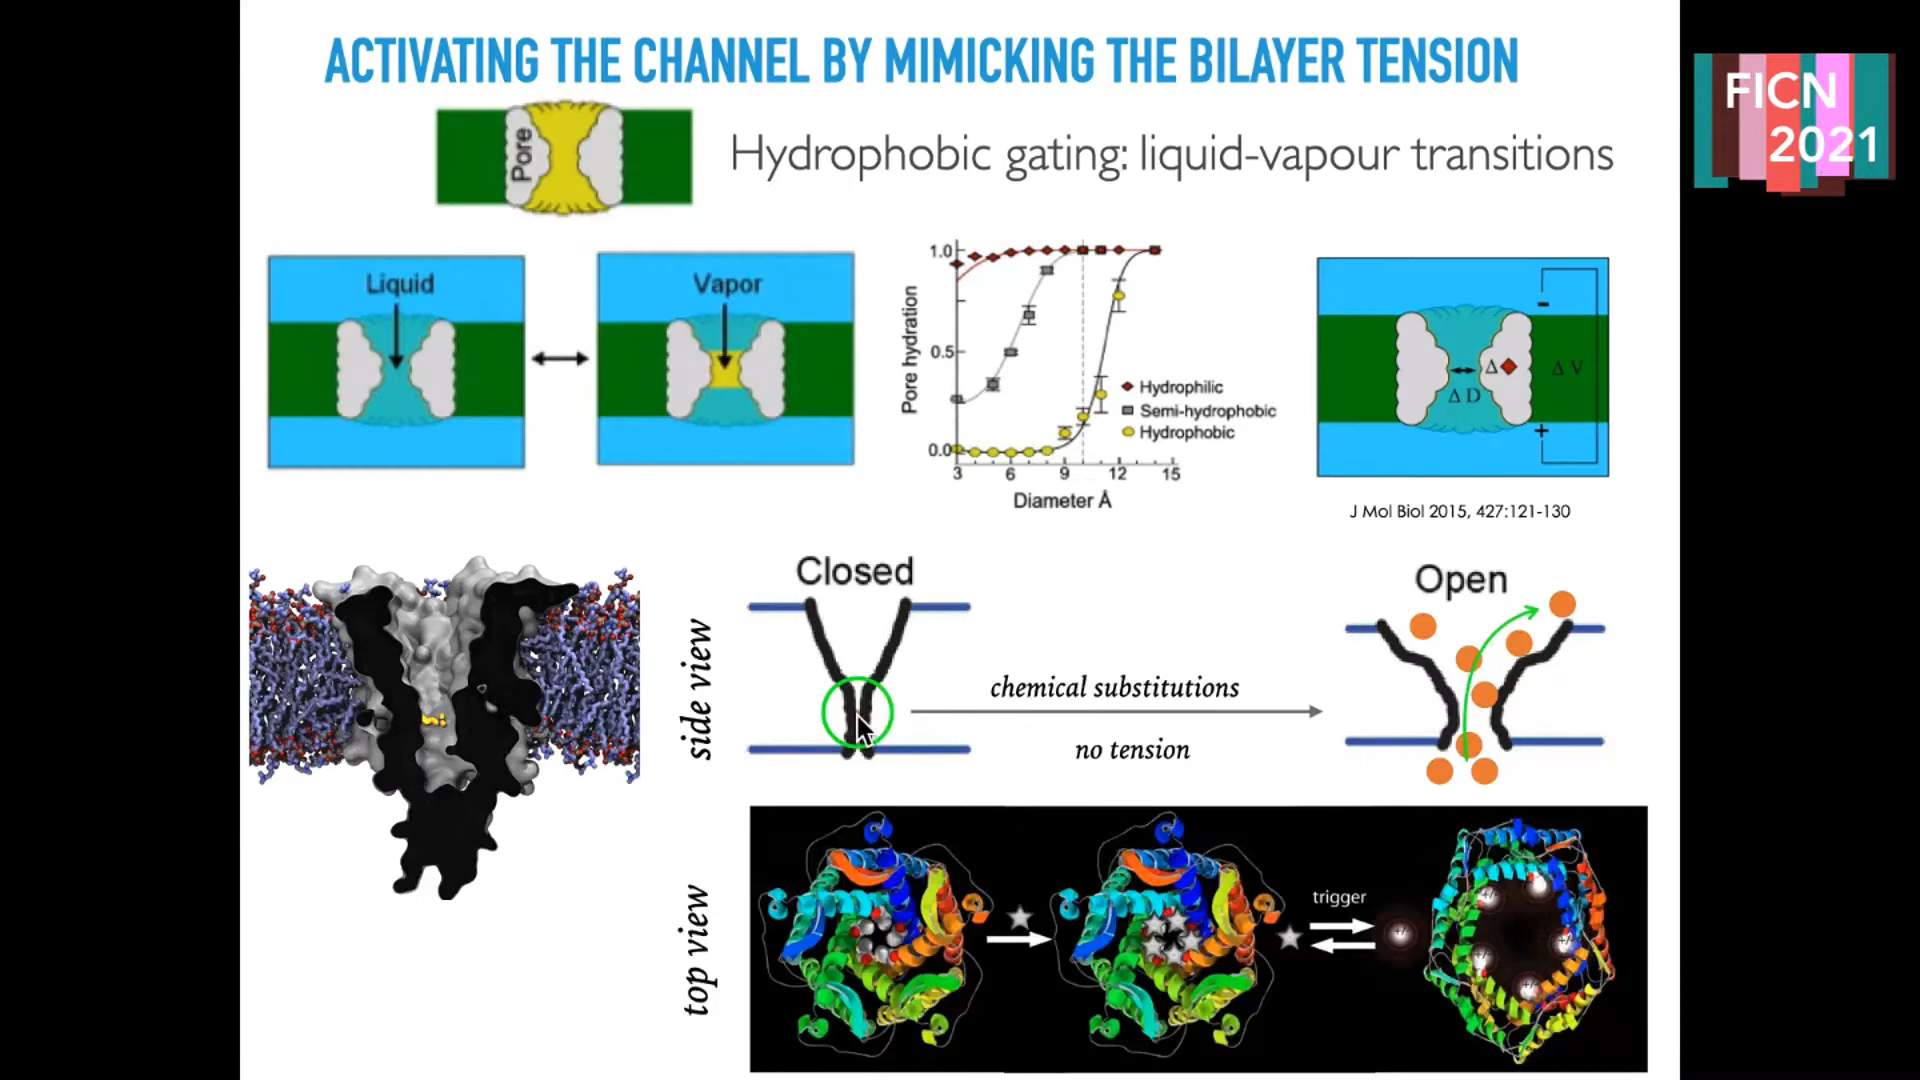 ACTIVATING THE CHANNEL BY MIMICKING THE BILAYER TENSION
FICN
2021
Pore
Hydrophobic gating: liquid-vapour transitions
Liquid
Vapor
Pore hydration
1.0
0.5
0.0
3 6 9 12 15
Diameter Å
Hydrophilic
Semi-hydrophobic
Hydrophobic
-
Δ
Δ V
Δ D
+
J Mol Biol 2015, 427:121-130
side view
Closed
chemical substitutions
no tension
Open
top view
trigger
+/-
+/-
+/-
+/-
+/-
+/-